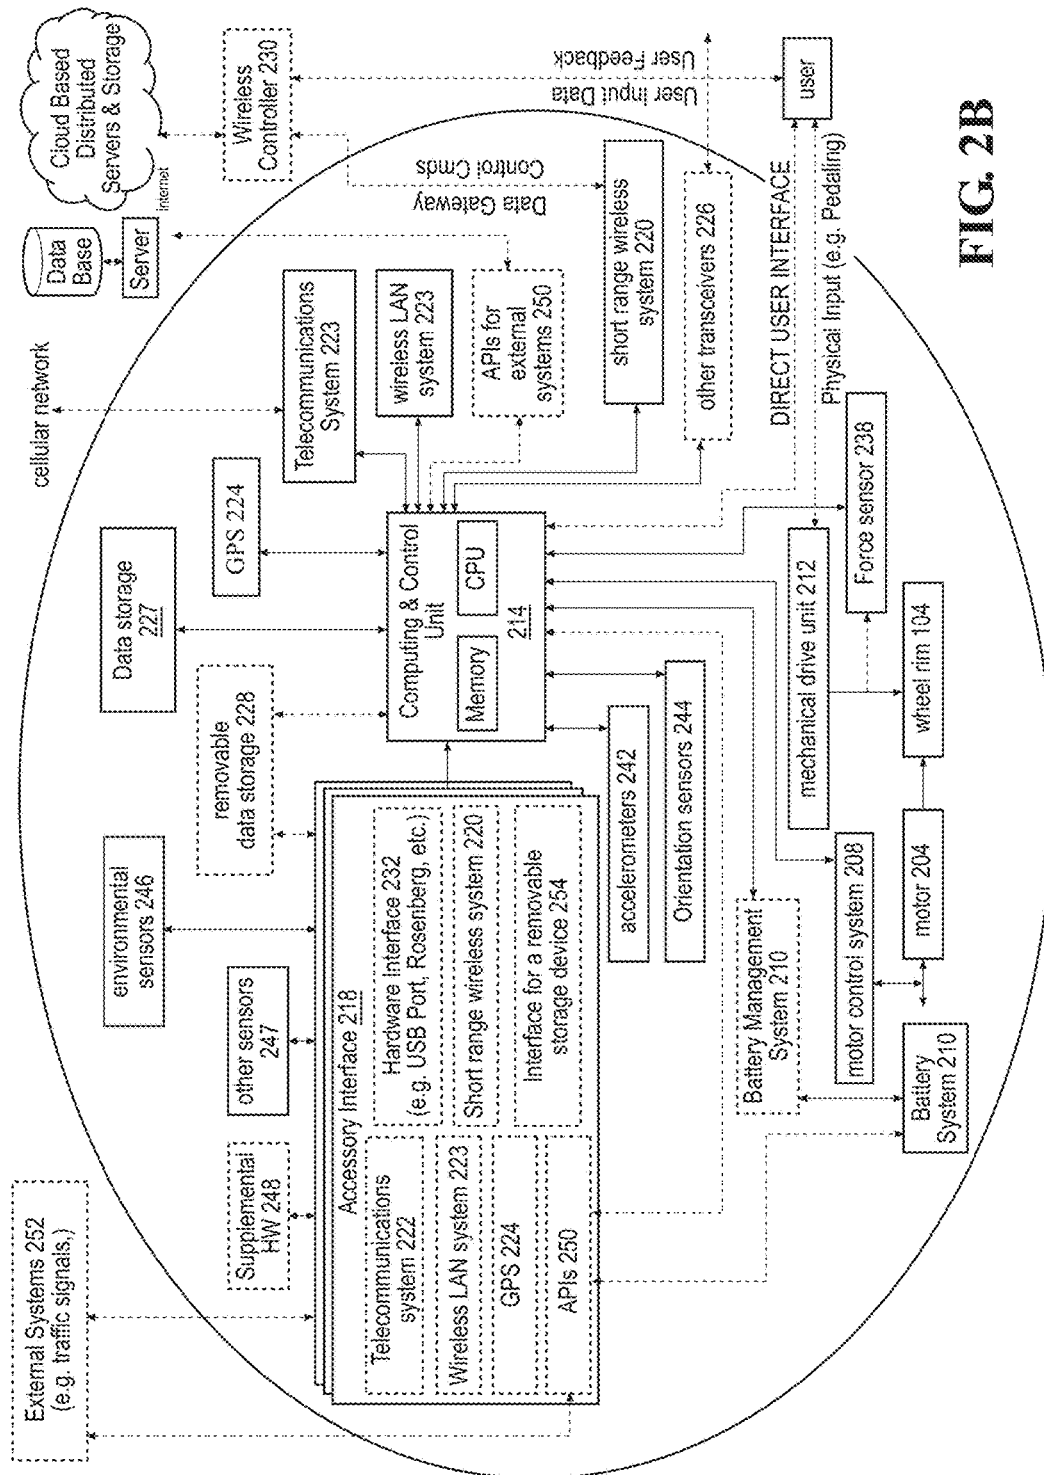 External Systems 252
(e.g. traffic signals,)
Supplemental
HW 248
other sensors
247
environmental
sensors 246
removable
data storage 228
Data storage
227
GPS 224
cellular network
Data
Base
Server
Cloud Based
Distributed
Servers & Storage
internet
Wireless
Controller 230
Telecommunications
System 223
wireless LAN
system 223
APIs for
external
systems 250
Data Gateway
Control Cmds
short range wireless
system 220
other transceivers 226
User Input Data
User Feedback
user
DIRECT USER INTERFACE
Physical Input (e.g. Pedaling)
Accessory Interface 218
Telecommunications
system 222
Wireless LAN system 223
GPS 224
APIs 250
Hardware Interface 232
(e.g. USB Port, Rosenberg, etc.)
Short range wireless system 220
Interface for a removable
storage device 254
Computing & Control
Unit
214
Memory
CPU
accelerometers 242
Orientation sensors 244
Battery Management
System 210
mechanical drive unit 212
Force sensor 238
motor control system 208
Battery
System 210
motor 204
wheel rim 104
FIG. 2B